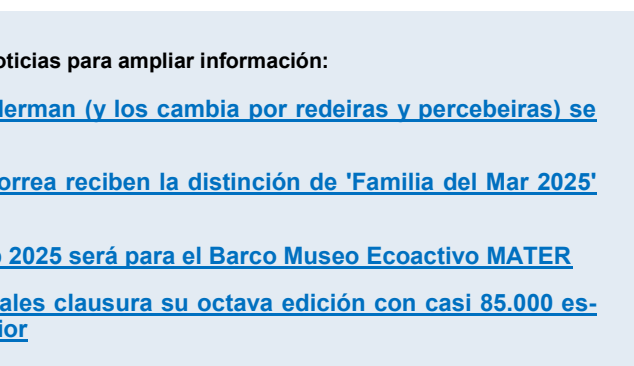 oticias para ampliar información:
lerman (y los cambia por redeiras y percebeiras) se
orrea reciben la distinción de 'Familia del Mar 2025'
2025 será para el Barco Museo Ecoactivo MATER
ales clausura su octava edición con casi 85.000 es-
ior